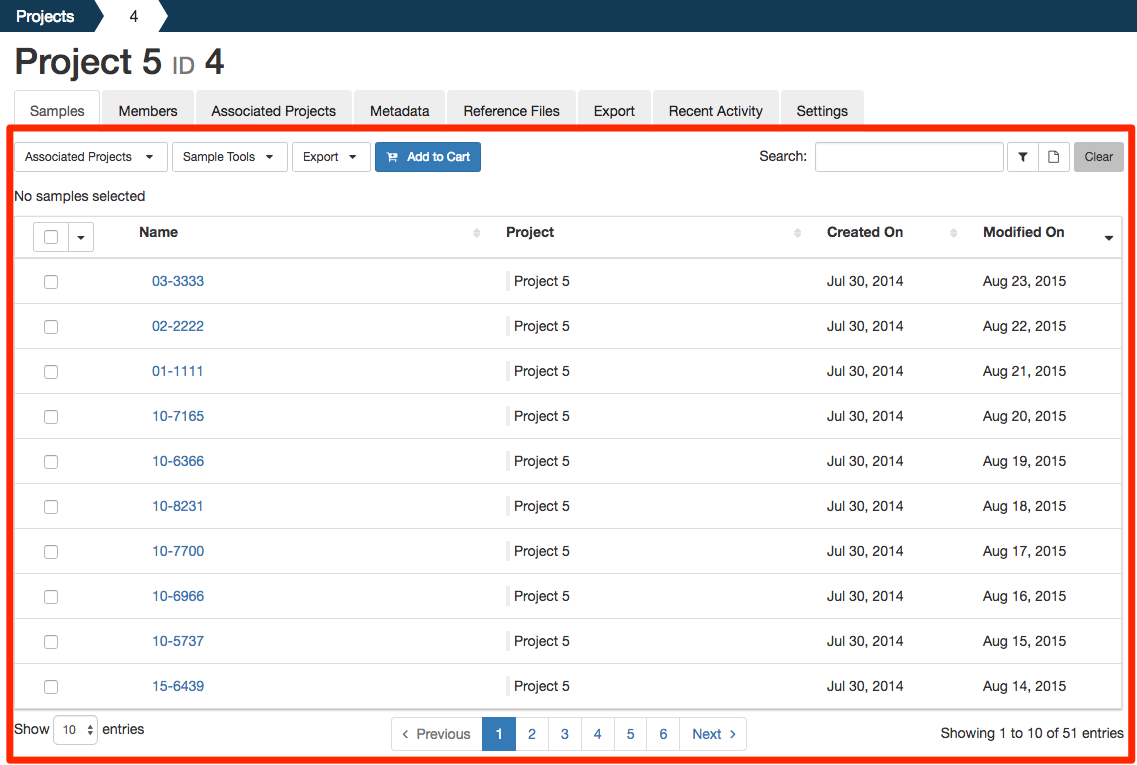 Projects 4
Project 5 ID 4
Samples Members Associated Projects Metadata Reference Files Export Recent Activity Settings
Associated Projects Sample Tools Export Add to Cart Search: Clear
No samples selected
Name Project Created On Modified On
03-3333 Project 5 Jul 30, 2014 Aug 23, 2015
02-2222 Project 5 Jul 30, 2014 Aug 22, 2015
01-1111 Project 5 Jul 30, 2014 Aug 21, 2015
10-7165 Project 5 Jul 30, 2014 Aug 20, 2015
10-6366 Project 5 Jul 30, 2014 Aug 19, 2015
10-8231 Project 5 Jul 30, 2014 Aug 18, 2015
10-7700 Project 5 Jul 30, 2014 Aug 17, 2015
10-6966 Project 5 Jul 30, 2014 Aug 16, 2015
10-5737 Project 5 Jul 30, 2014 Aug 15, 2015
15-6439 Project 5 Jul 30, 2014 Aug 14, 2015
Show 10 entries Previous 1 2 3 4 5 6 Next Showing 1 to 10 of 51 entries